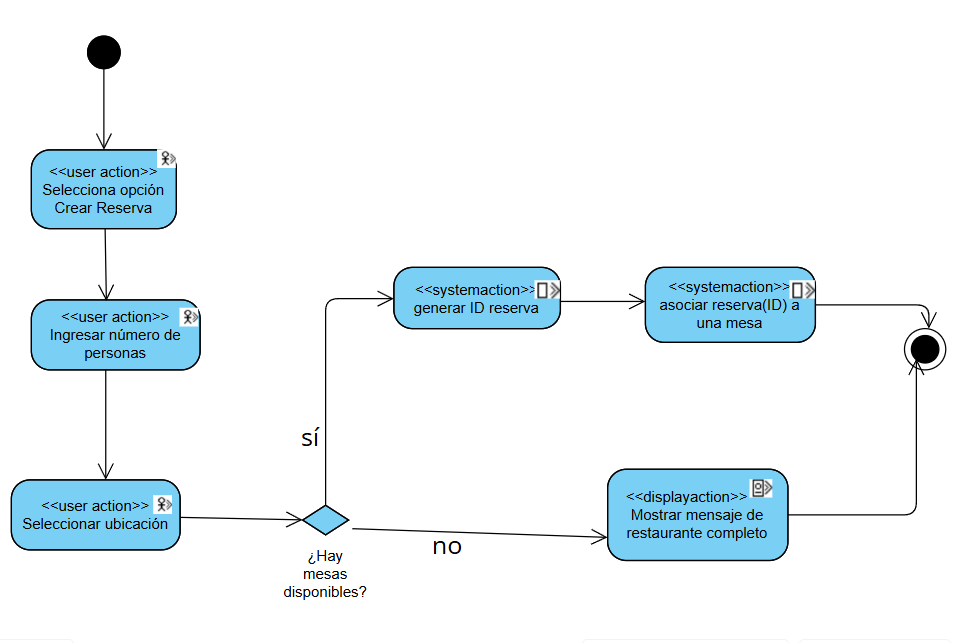 <<user action>>
Selecciona opción
Crear Reserva
<<user action>>
Ingresar número de
personas
<<user action>>
Seleccionar ubicación
¿Hay
mesas
disponibles?
sí
<<systemaction>>
generar ID reserva
<<systemaction>>
asociar reserva(ID) a
una mesa
no
<<displayaction>>
Mostrar mensaje de
restaurante completo